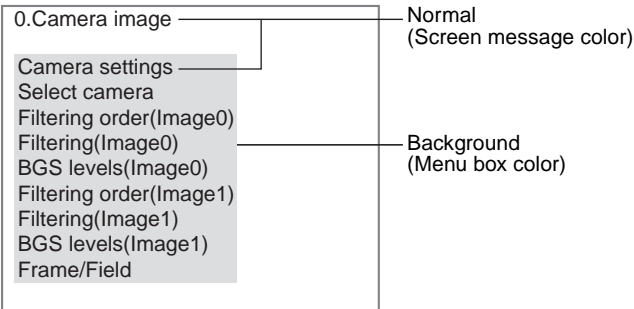 0.Camera image
Normal
(Screen message color)
Camera settings
Select camera
Filtering order(Image0)
Filtering(Image0)
BGS levels(Image0)
Filtering order(Image1)
Filtering(Image1)
BGS levels(Image1)
Frame/Field
Background
(Menu box color)